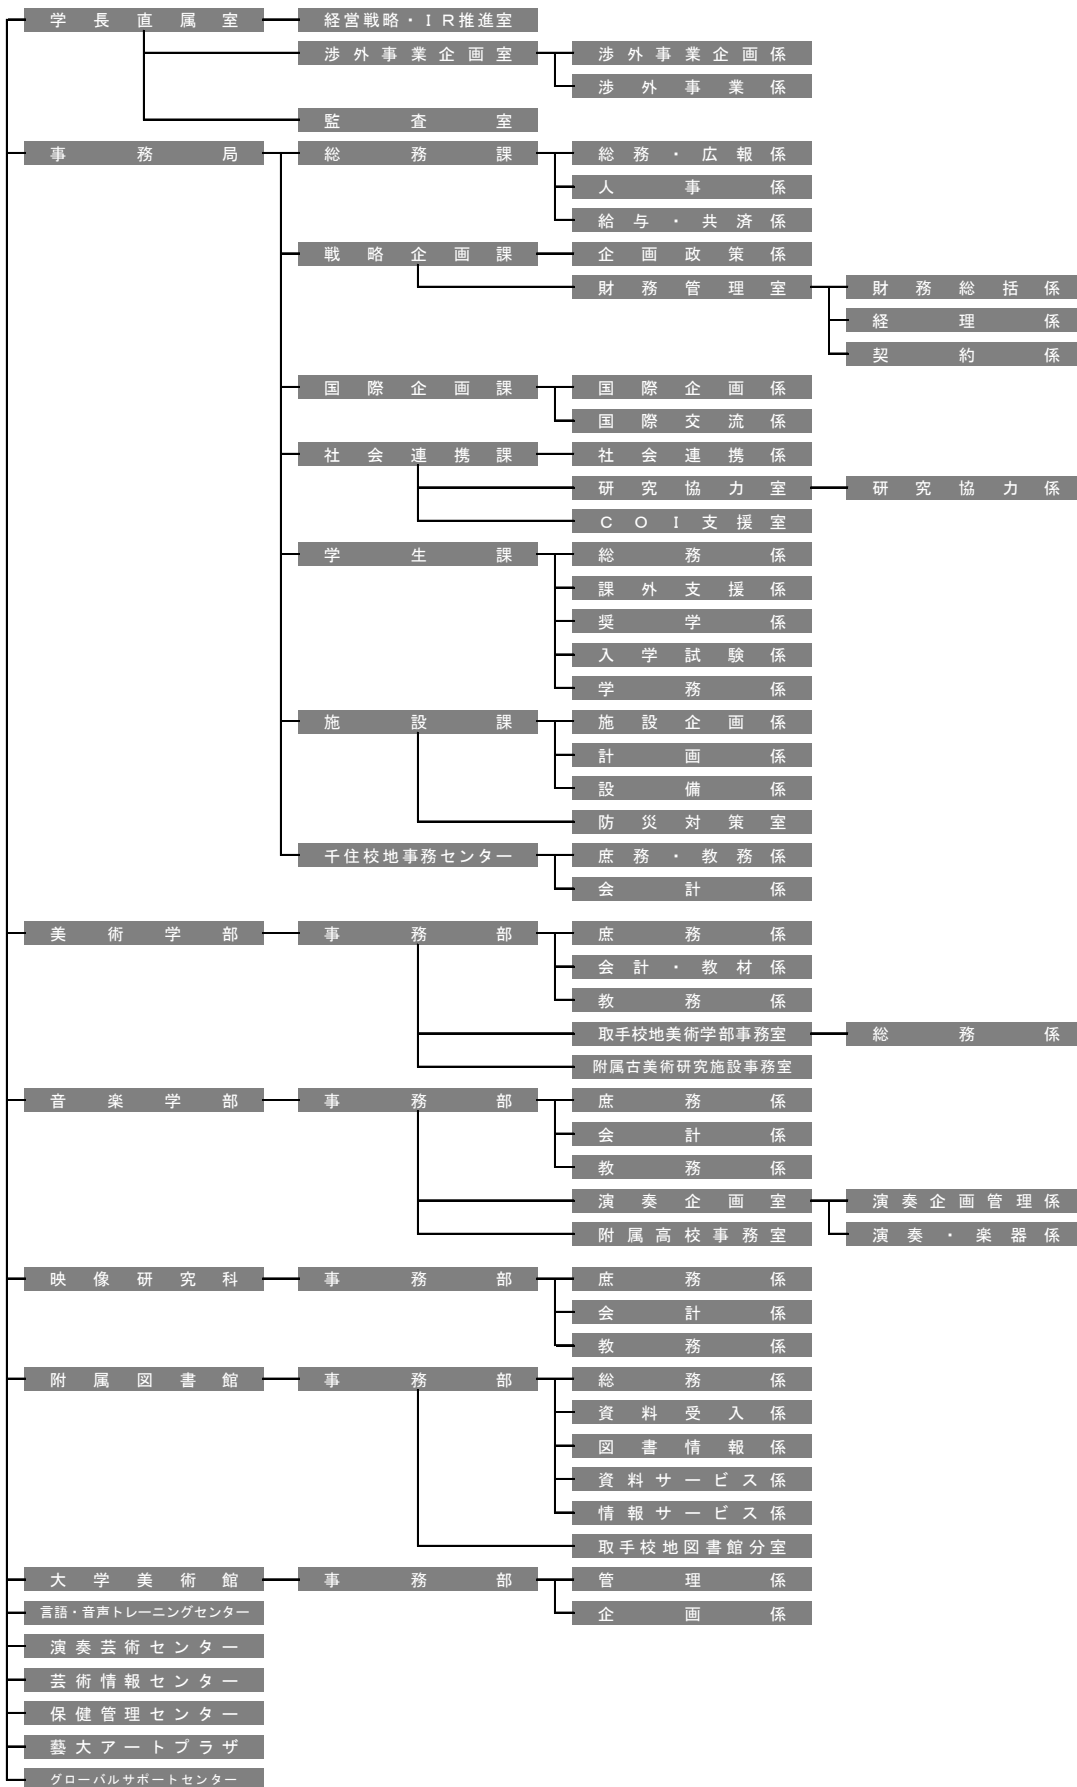 学長直属室 経営戦略・ＩＲ推進室
渉外事業企画室 渉外事業企画係
渉外事業係
監査室
事務局 総務課 総務・広報係
人事係
給与・共済係
戦略企画課 企画政策係
財務管理室 財務総括係
経理係
契約係
国際企画課 国際企画係
国際交流係
社会連携課 社会連携係
研究協力室 研究協力係
ＣＯＩ支援室
学生課 総務係
課外支援係
奨学係
入学試験係
学務係
施設課 施設企画係
計画係
設備係
防災対策室
千住校地事務センター 庶務・教務係
会計係
美術学部 事務部 庶務係
会計・教材係
教務係
取手校地美術学部事務室 総務係
附属古美術研究施設事務室
音楽学部 事務部 庶務係
会計係
教務係
演奏企画室 演奏企画管理係
附属高校事務室 演奏・楽器係
映像研究科 事務部 庶務係
会計係
教務係
附属図書館 事務部 総務係
資料受入係
図書情報係
資料サービス係
情報サービス係
取手校地図書館分室
大学美術館 事務部 管理係
言語・音声トレーニングセンター 企画係
演奏芸術センター
芸術情報センター
保健管理センター
藝大アートプラザ
グローバルサポートセンター